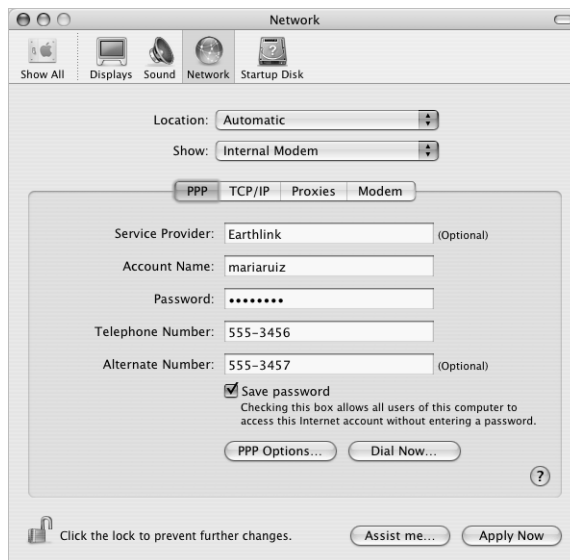 Network
Show All Displays Sound Network Startup Disk
Location: Automatic
Show: Internal Modem
PPP TCP/IP Proxies Modem
Service Provider: Earthlink (Optional)
Account Name: mariaruiz
Password: ••••••••
Telephone Number: 555-3456
Alternate Number: 555-3457 (Optional)
Save password
Checking this box allows all users of this computer to
access this Internet account without entering a password.
PPP Options... Dial Now...
?
Click the lock to prevent further changes. Assist me... Apply Now